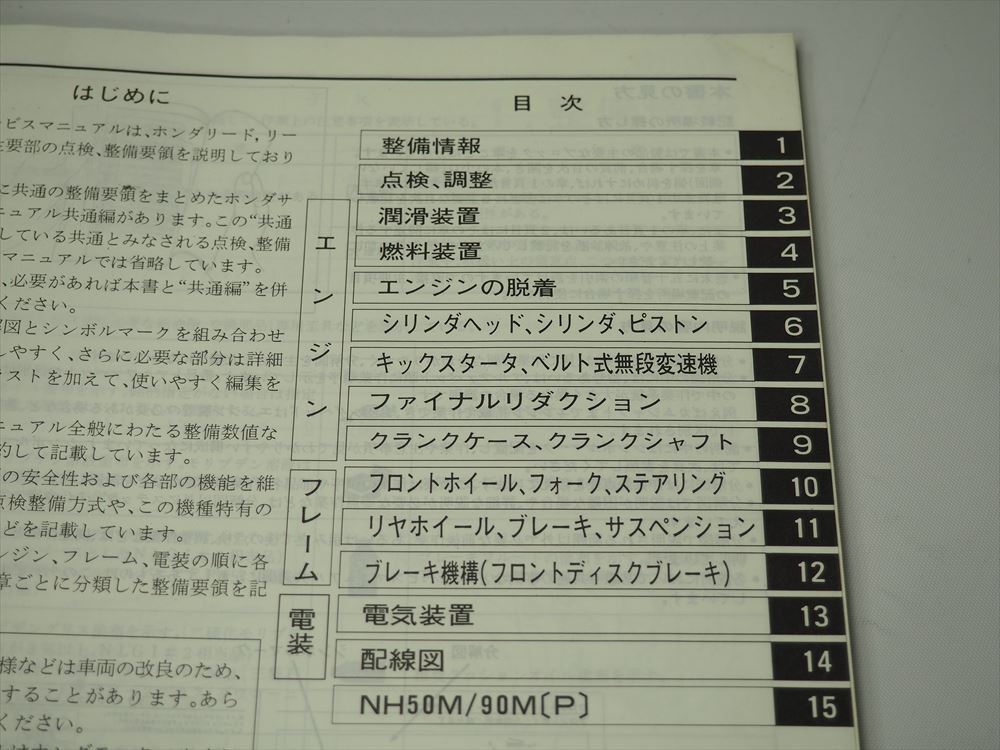 はじめに
ビスマニュアルは、ホンダリード, リー
主要部の点検、整備要領を説明しており
に共通の整備要領をまとめたホンダサ
ニュアル共通編があります。この“共通
している共通とみなされる点検、整備
マニュアルでは省略しています。
、必要があれば本書と“共通編”を併
ください。
解図とシンボルマークを組み合わせ
しやすく、さらに必要な部分は詳細
ラストを加えて、使いやすく編集を
ニュアル全般にわたる整備数値な
約して記載しています。
の安全性および各部の機能を維
点検整備方式や、この機種特有の
どを記載しています。
ンジン、フレーム、電装の順に各
章ごとに分類した整備要領を記
様などは車両の改良のため、
することがあります。あら
ください。
目 次
整備情報 1
点検、調整 2
エンジン
潤滑装置 3
燃料装置 4
エンジンの脱着 5
シリンダヘッド、シリンダ、ピストン 6
キックスタータ、ベルト式無段変速機 7
ファイナルリダクション 8
クランクケース、クランクシャフト 9
フレーム
フロントホイール、フォーク、ステアリング 10
リヤホイール、ブレーキ、サスペンション 11
ブレーキ機構(フロントディスクブレーキ) 12
電装
電気装置 13
配線図 14
NH50M/90M〔P〕 15